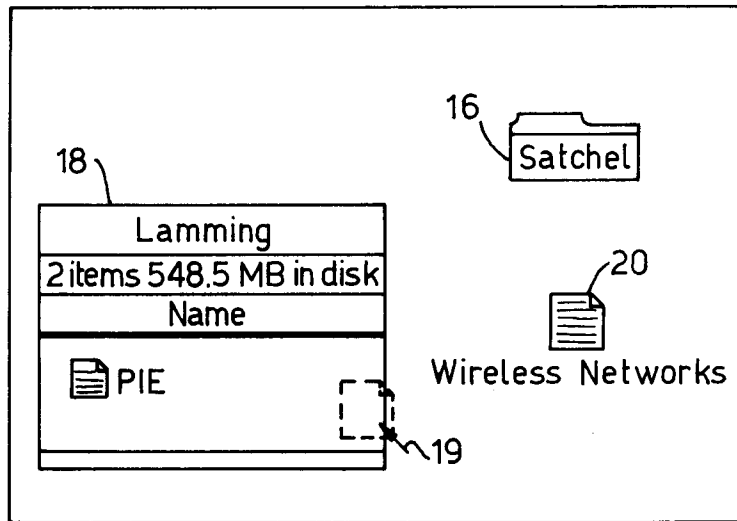 16
Satchel
18
Lamming
2 items 548.5 MB in disk
Name
20
PIE
Wireless Networks
19